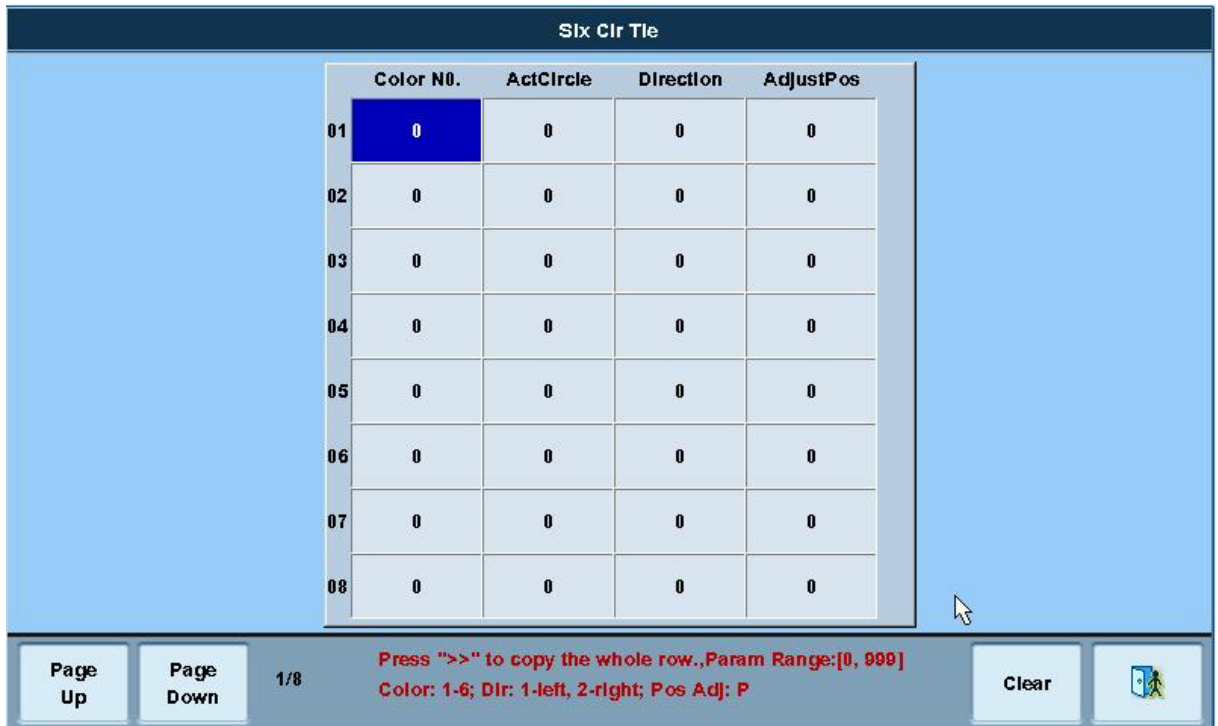 Six Cir Tie
Color N0. ActCircle Direction AdjustPos
01 0 0 0 0
02 0 0 0 0
03 0 0 0 0
04 0 0 0 0
05 0 0 0 0
06 0 0 0 0
07 0 0 0 0
08 0 0 0 0
Page Up
Page Down
1/8
Press ">>" to copy the whole row.,Param Range:[0, 999]
Color: 1-6; Dir: 1-left, 2-right; Pos Adj: P
Clear